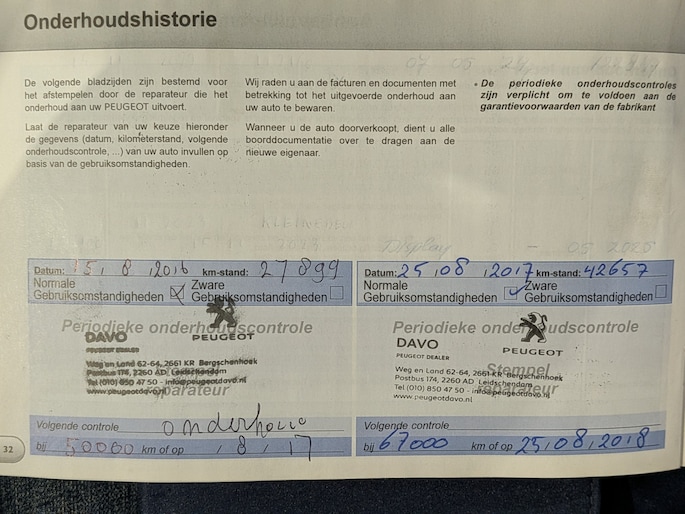 Onderhoudshistorie
De volgende bladzijden zijn bestemd voor
het afstempelen door de reparateur die het
onderhoud aan uw PEUGEOT uitvoert.
Laat de reparateur van uw keuze hieronder
de gegevens (datum, kilometerstand, volgende
onderhoudscontrole, ...) van uw auto invullen op
basis van de gebruiksomstandigheden.
Wij raden u aan de facturen en documenten met
betrekking tot het uitgevoerde onderhoud aan
uw auto te bewaren.
Wanneer u de auto doorverkoopt, dient u alle
boorddocumentatie over te dragen aan de
nieuwe eigenaar.
• De periodieke onderhoudscontroles
zijn verplicht om te voldoen aan de
garantievoorwaarden van de fabrikant
Datum: 15, 8, 2016 km-stand: 27899
Normale Zware
Gebruiksomstandigheden Gebruiksomstandigheden
Periodieke onderhoudscontrole
DAVO PEUGEOT
PEUGEOT DEALER
Weg en Land 62-64, 2661 KR Bergschenhoek
Postbus 174, 2260 AD Leidschendam
Tel (010) 850 47 50 - info@peugeotdavo.nl
www.peugeotdavo.nl
reparateur
Volgende controle onderhoud
bij 50000 km of op , 8 , 17
Datum: 25, 08, 2017 km-stand: 42657
Normale Zware
Gebruiksomstandigheden Gebruiksomstandigheden
Periodieke onderhoudscontrole
DAVO PEUGEOT
PEUGEOT DEALER
Stempel
Weg en Land 62-64, 2661 KR Bergschenhoek
Postbus 174, 2260 AD Leidschendam
Tel (010) 850 47 50 - info@peugeotdavo.nl
www.peugeotdavo.nl
reparateur
Volgende controle
bij 67000 km of op 25, 08, 2018
32